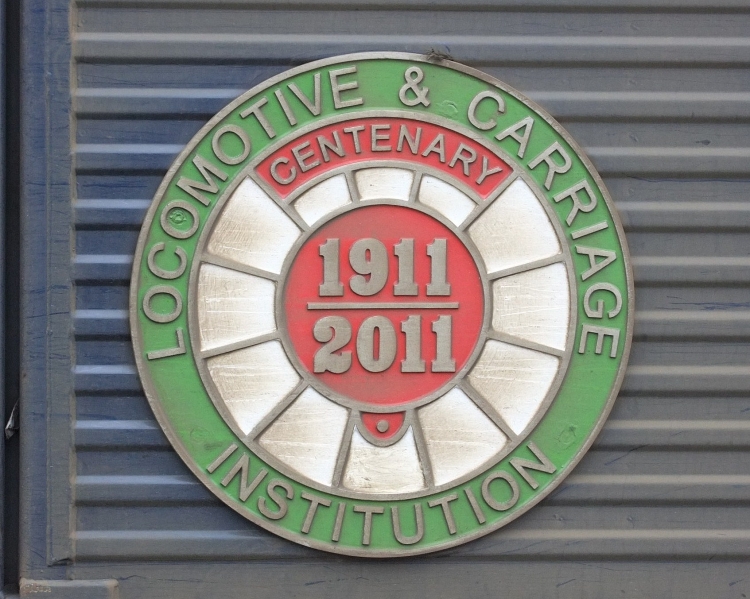 LOCOMOTIVE & CARRIAGE
CENTENARY
1911
2011
INSTITUTION